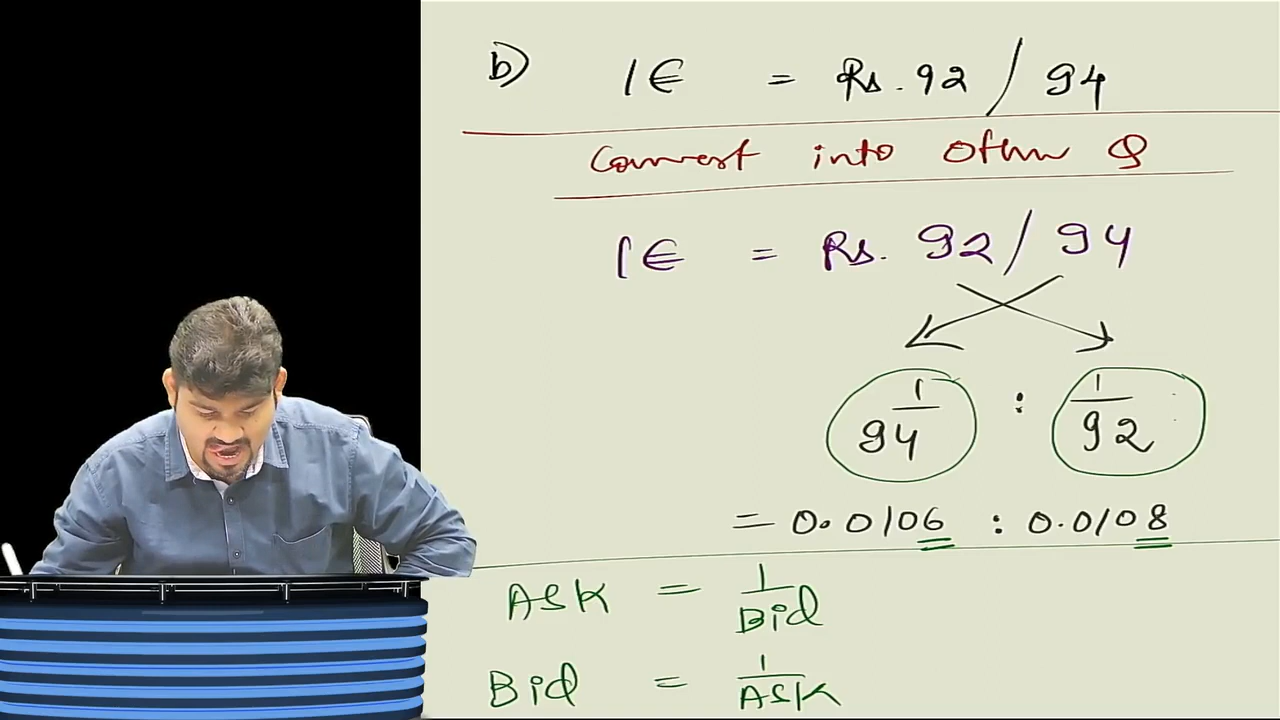 b) 1€ = Rs. 92 / 94
Convert into Other Q
1€ = Rs. 92 / 94
1/94 : 1/92
= 0.0106 : 0.0108
ASK = 1/Bid
Bid = 1/ASK